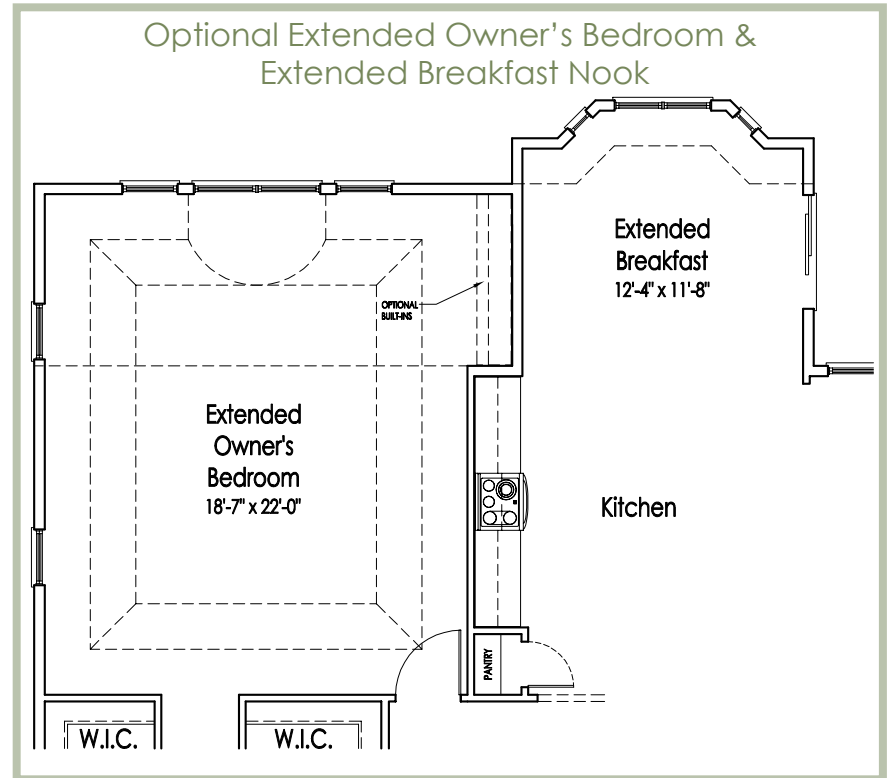 Optional Extended Owner's Bedroom &
Extended Breakfast Nook
Extended
Breakfast
12'-4" x 11'-8"
OPTIONAL
BUILT-INS
Extended
Owner's
Bedroom
18'-7" x 22'-0"
Kitchen
PANTRY
W.I.C.
W.I.C.